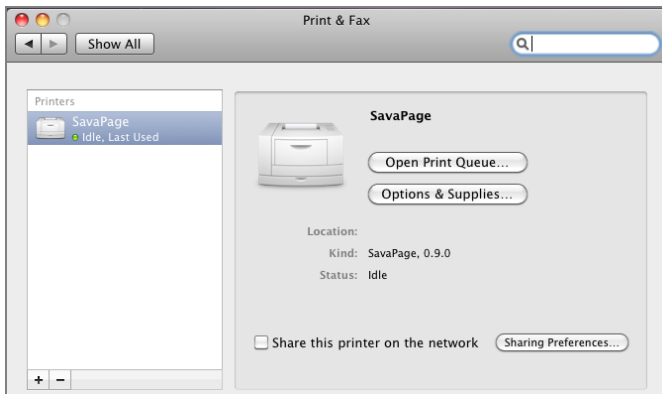 Print & Fax
Show All
Printers
SavaPage
Idle, Last Used
SavaPage
Open Print Queue...
Options & Supplies...
Location:
Kind: SavaPage, 0.9.0
Status: Idle
Share this printer on the network Sharing Preferences...
+ −